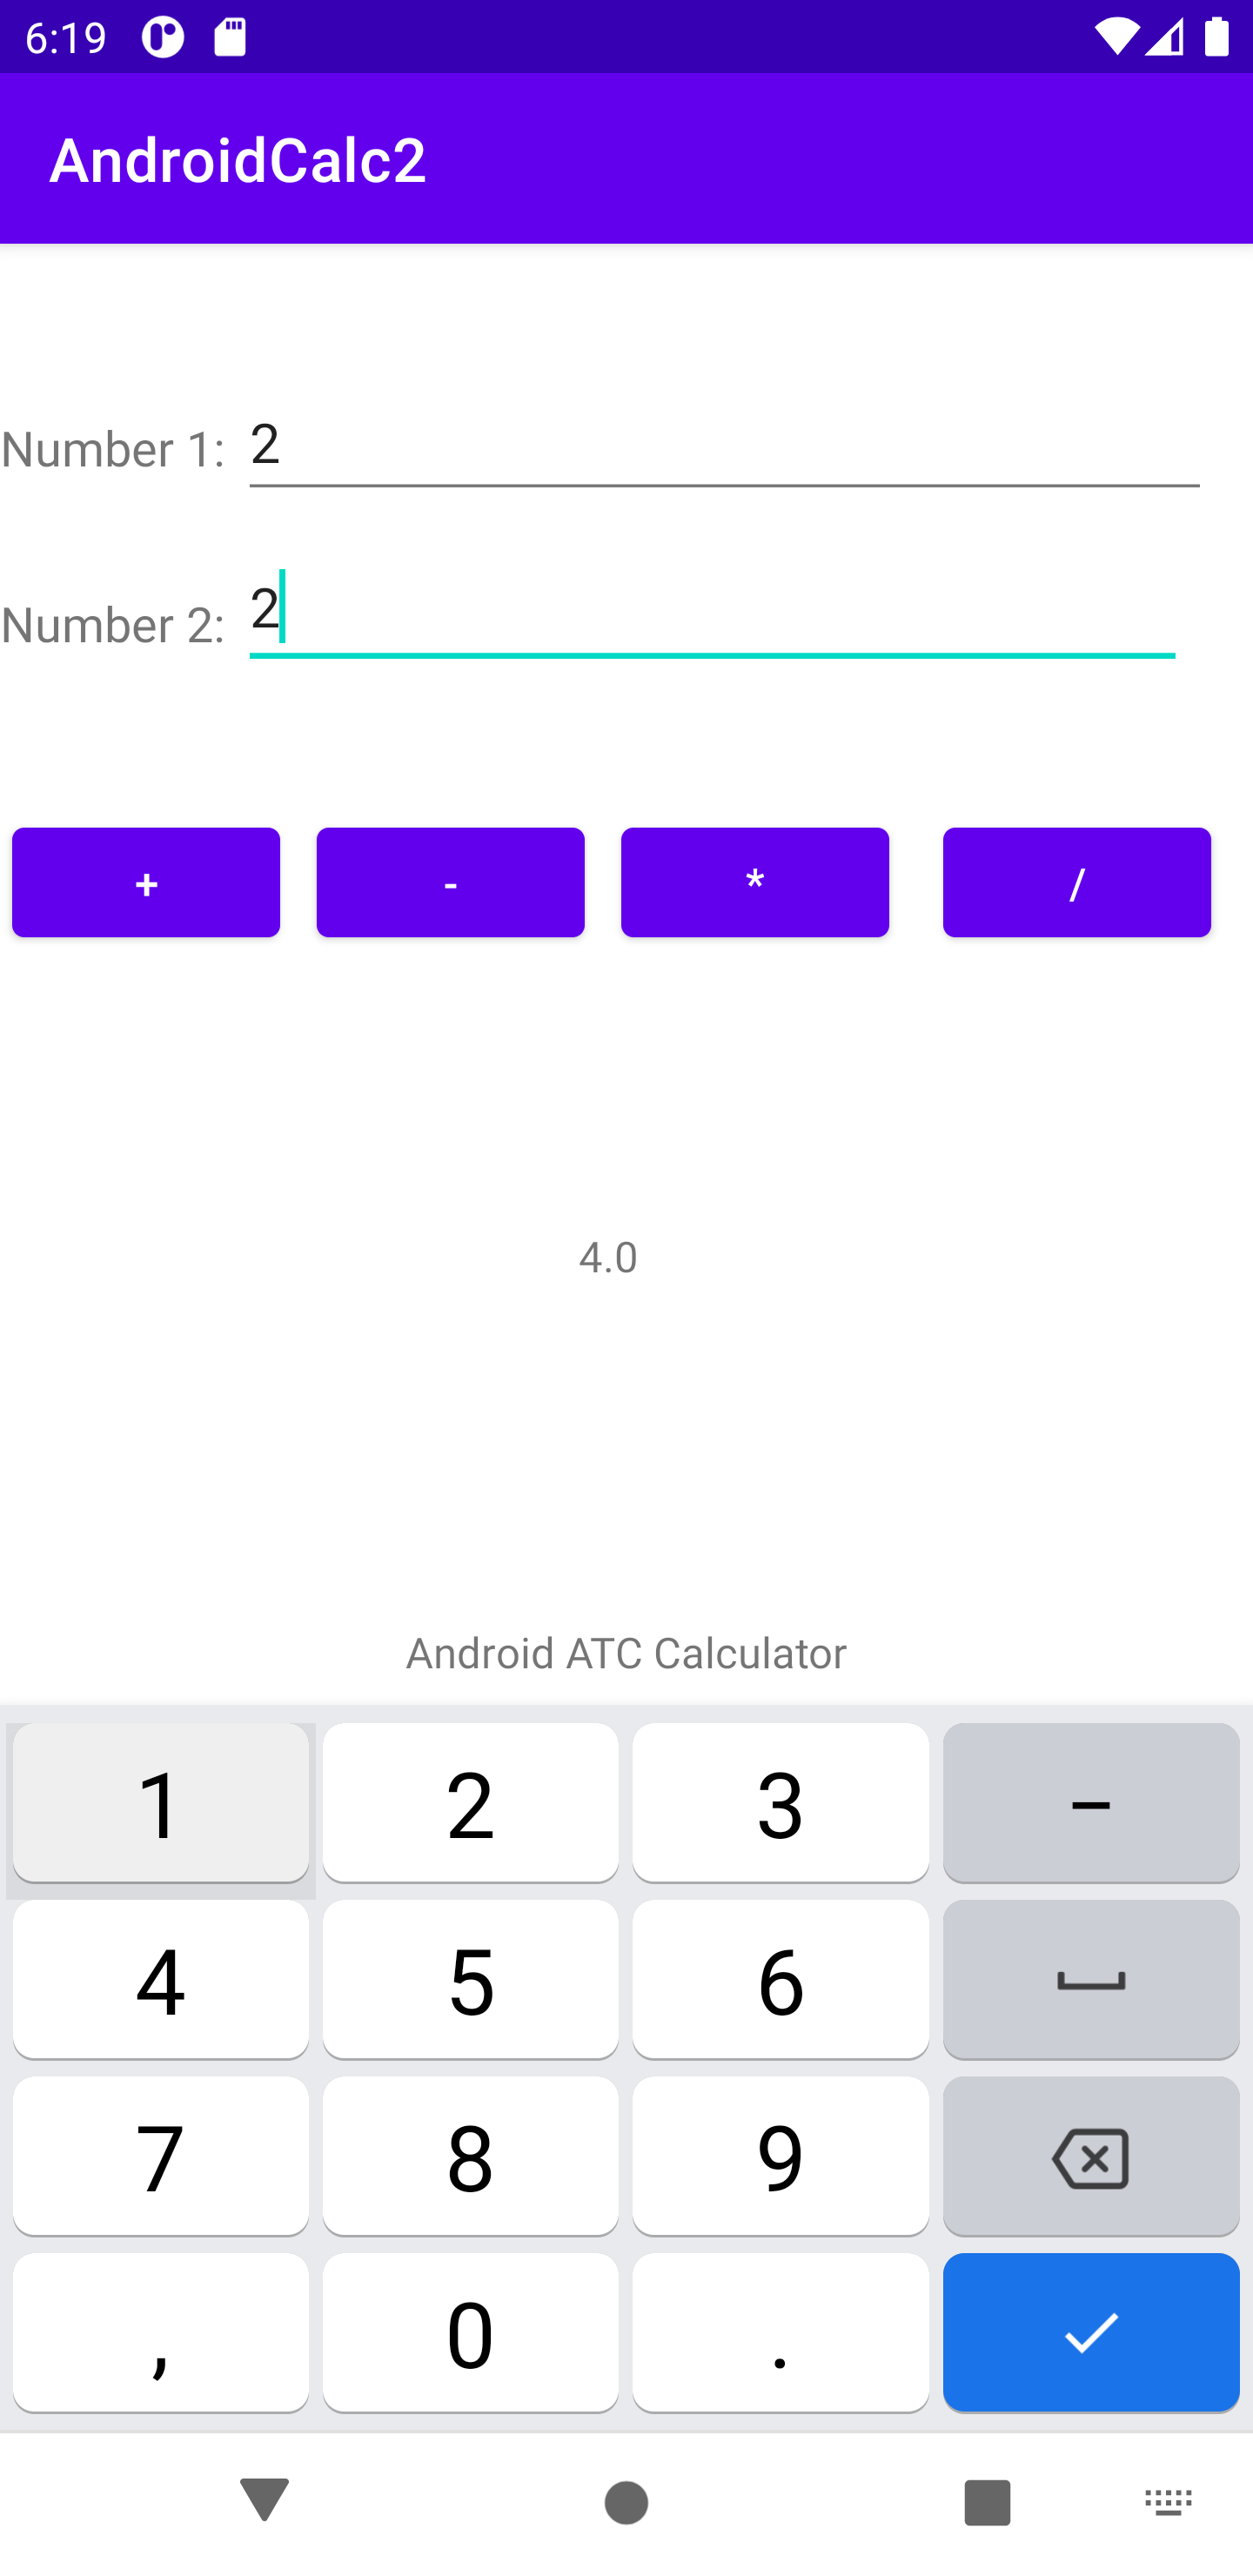 6:19
AndroidCalc2
Number 1: 2
Number 2: 2
+ - * /
4.0
Android ATC Calculator
1 2 3 –
4 5 6
7 8 9
, 0 .